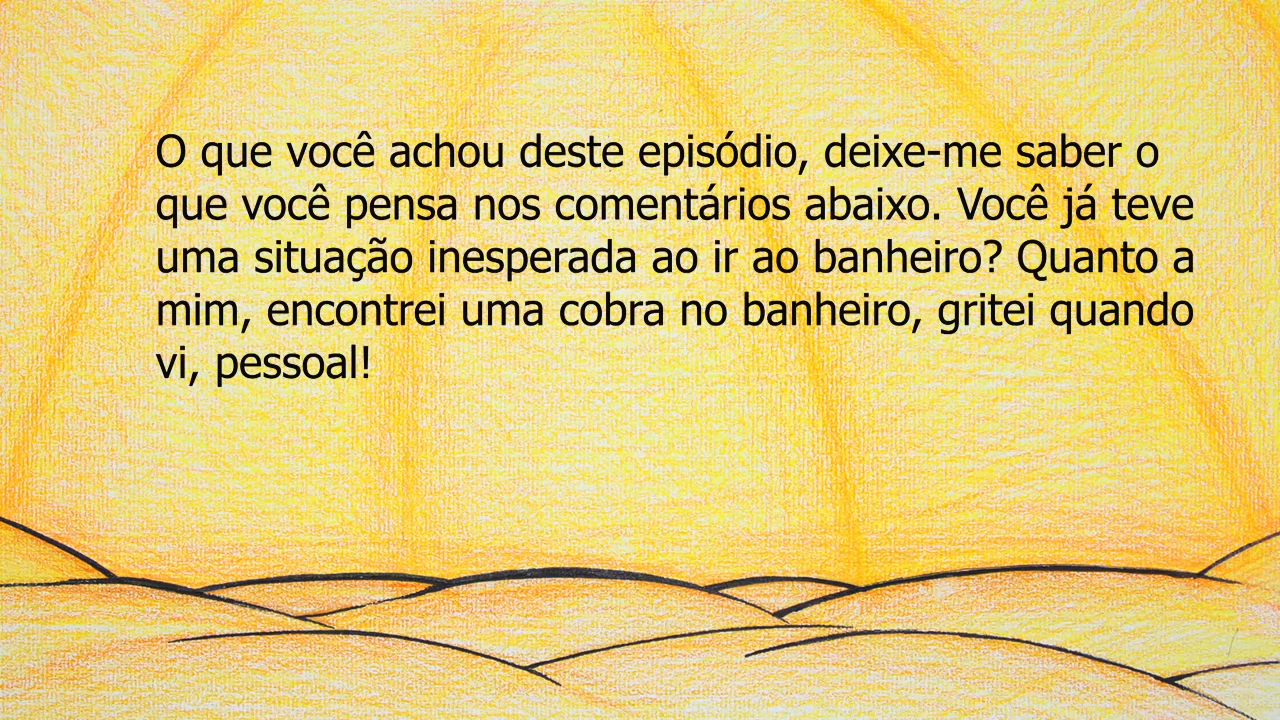 O que você achou deste episódio, deixe-me saber o
que você pensa nos comentários abaixo. Você já teve
uma situação inesperada ao ir ao banheiro? Quanto a
mim, encontrei uma cobra no banheiro, gritei quando
vi, pessoal!